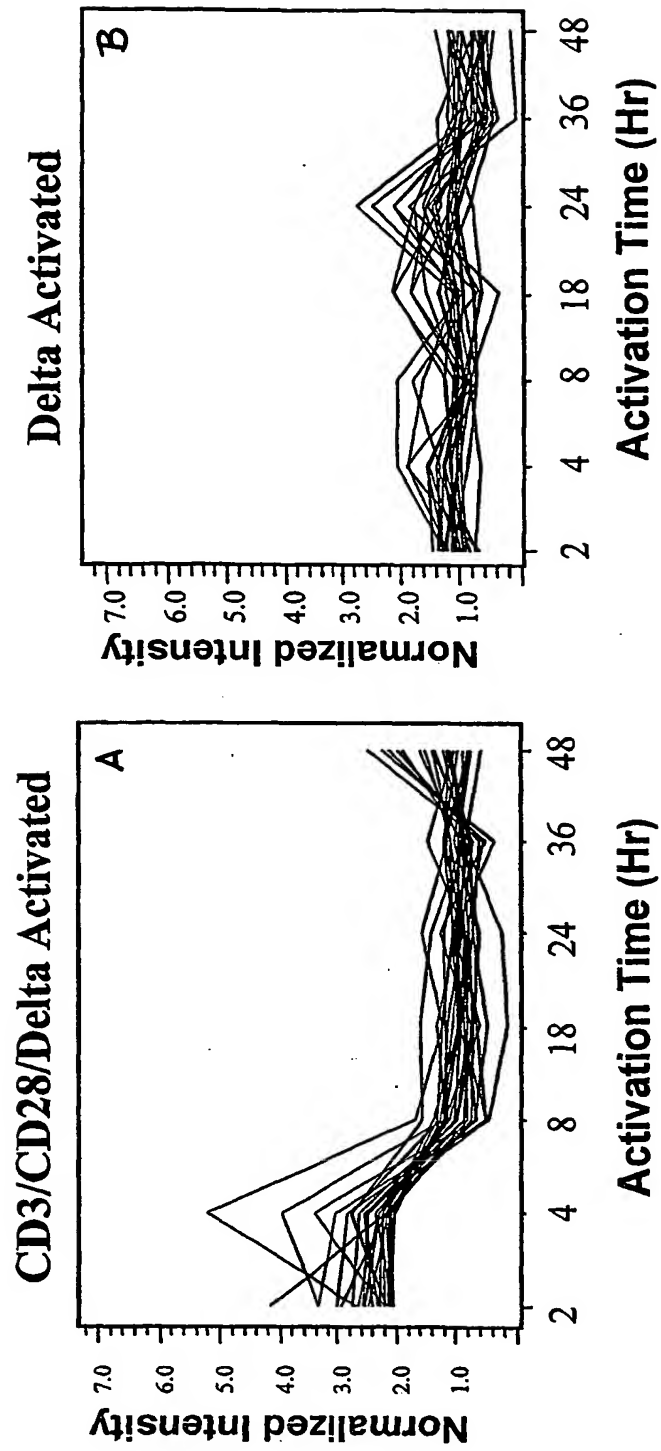 CD3/CD28/Delta Activated
A
Normalized Intensity
7.0
6.0
5.0
4.0
3.0
2.0
1.0
2 4 8 18 24 36 48
Activation Time (Hr)
Delta Activated
B
Normalized Intensity
7.0
6.0
5.0
4.0
3.0
2.0
1.0
2 4 8 18 24 36 48
Activation Time (Hr)